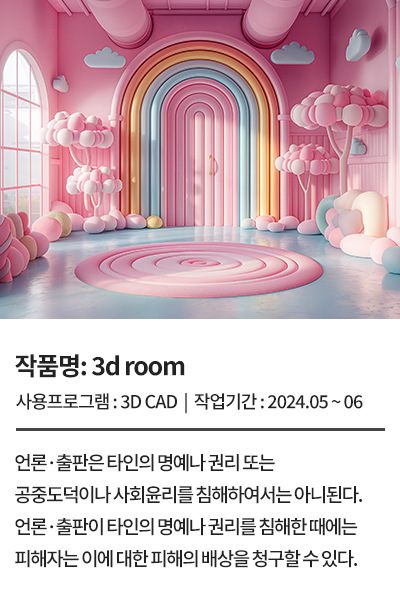 작품명: 3d room
사용프로그램 : 3D CAD | 작업기간 : 2024.05 ~ 06
언론·출판은 타인의 명예나 권리 또는
공중도덕이나 사회윤리를 침해하여서는 아니된다.
언론·출판이 타인의 명예나 권리를 침해한 때에는
피해자는 이에 대한 피해의 배상을 청구할 수 있다.